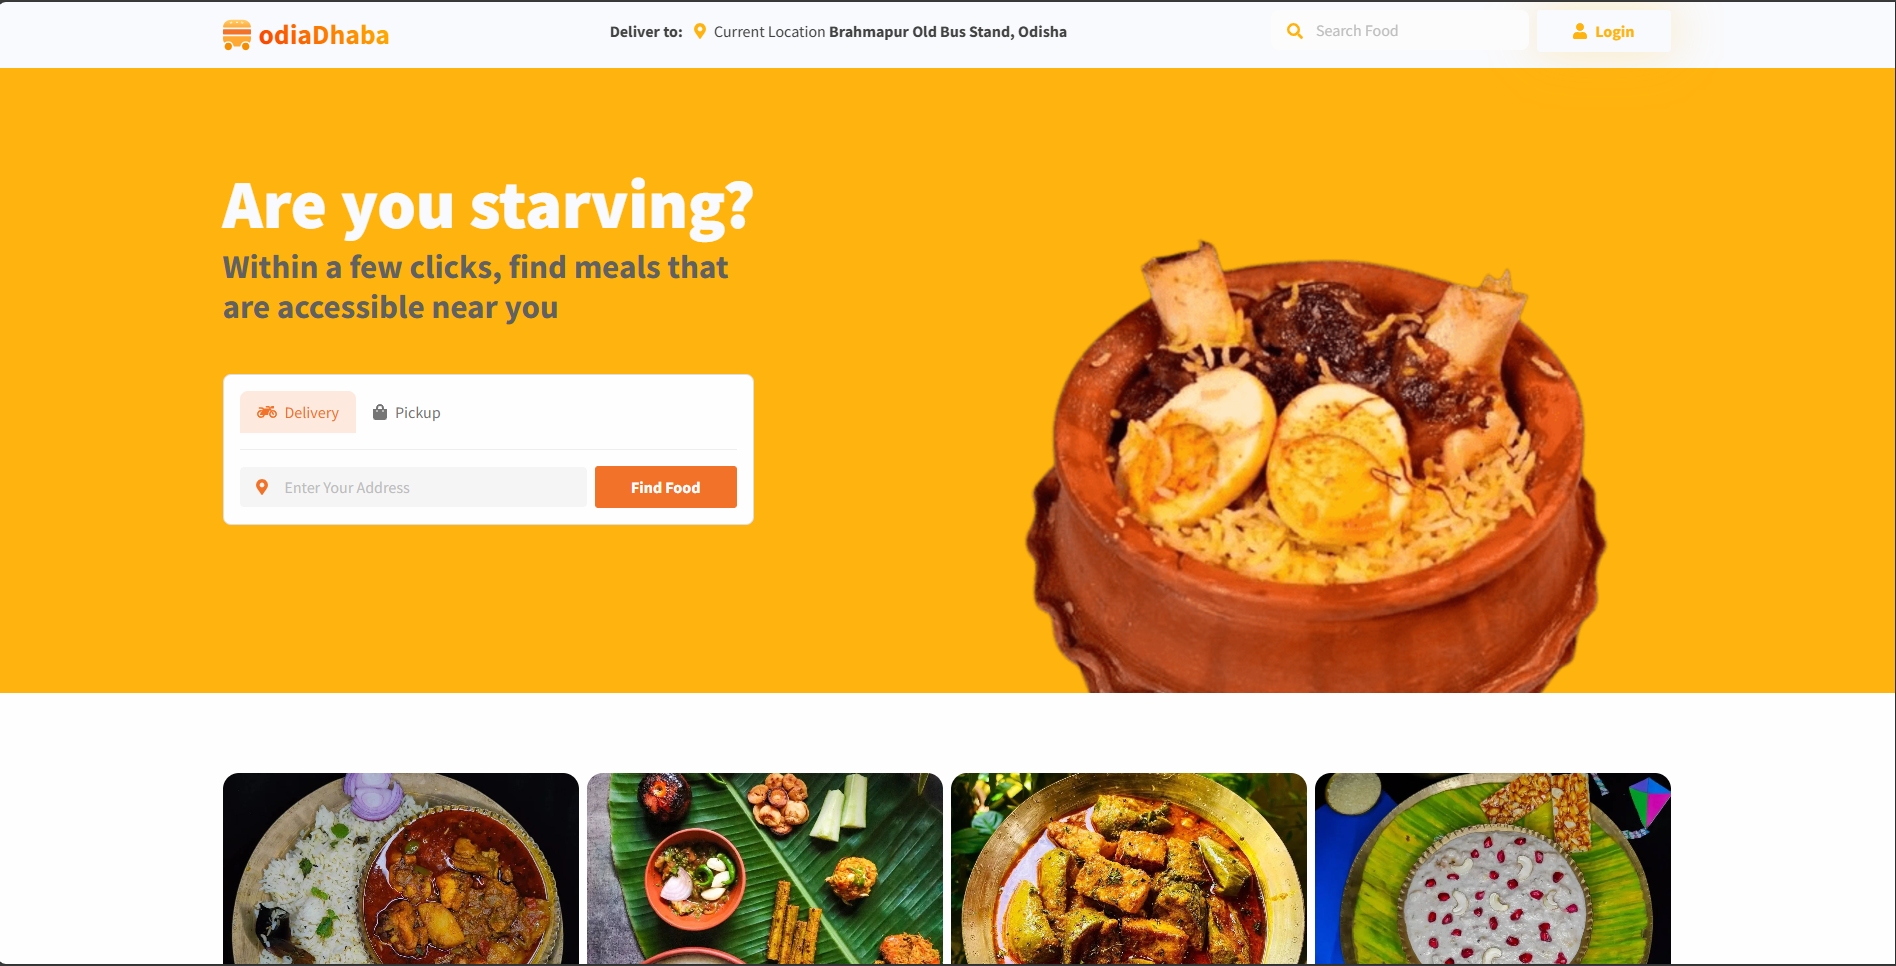 odiaDhaba
Deliver to: Current Location Brahmapur Old Bus Stand, Odisha
Search Food
Login
Are you starving?
Within a few clicks, find meals that
are accessible near you
Delivery
Pickup
Enter Your Address
Find Food